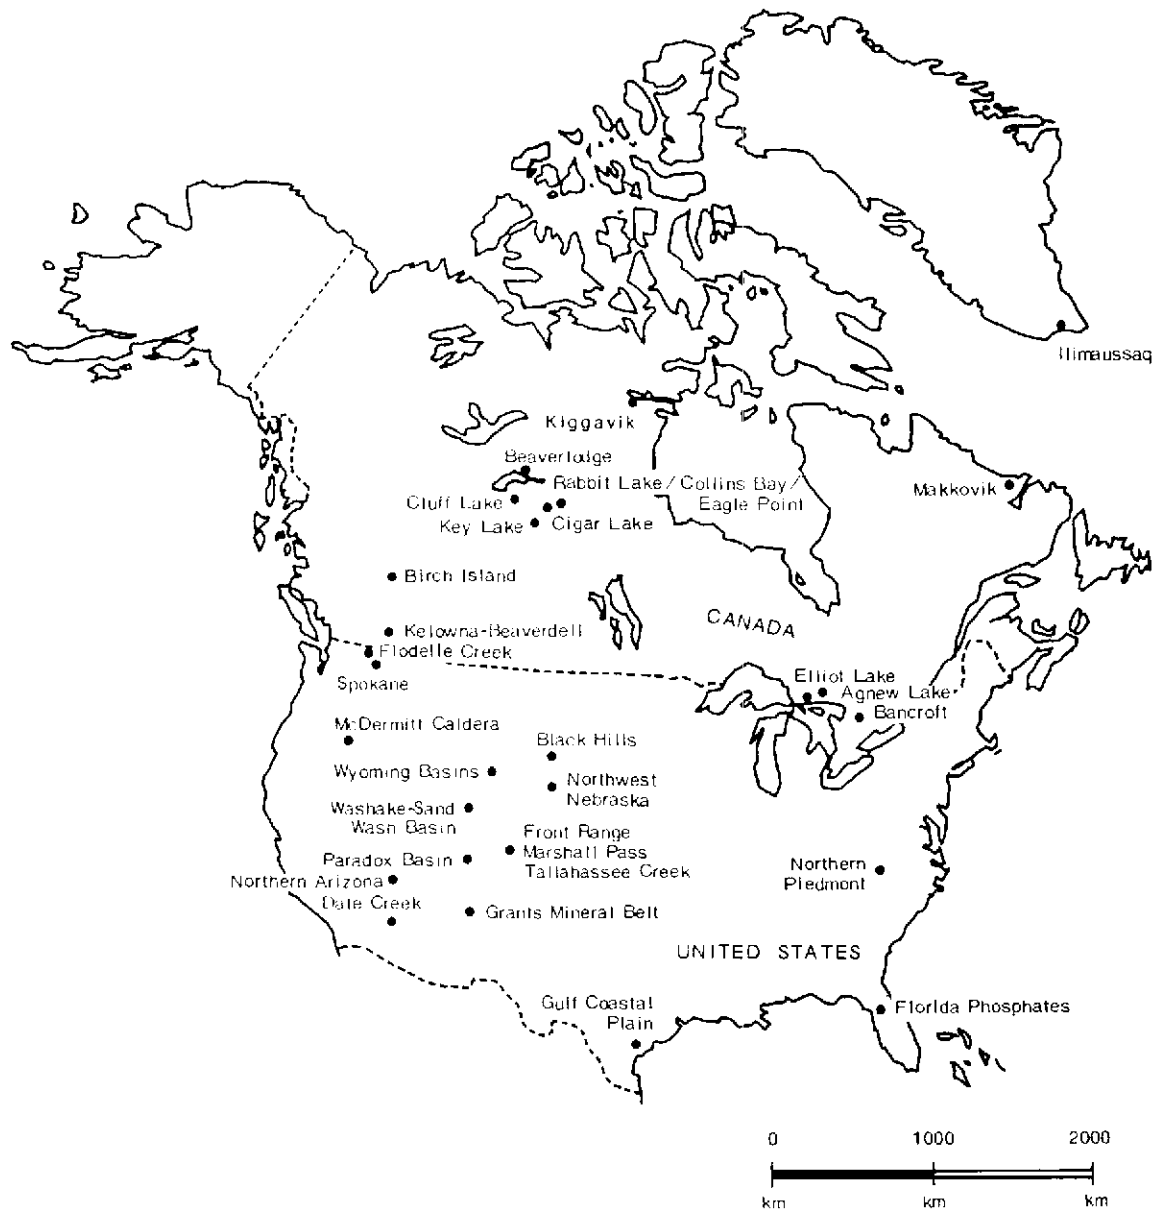 Ilimaussaq
Kiggavik
Beaverlodge
Rabbit Lake/Collins Bay/
Eagle Point
Makkovik
Cluff Lake
Key Lake
Cigar Lake
Birch Island
CANADA
Kelowna-Beaverdell
Flodelle Creek
Spokane
Elliot Lake
Agnew Lake
Bancroft
McDermitt Caldera
Black Hills
Wyoming Basins
Northwest
Nebraska
Washake-Sand
Wash Basin
Front Range
Marshall Pass
Tallahassee Creek
Paradox Basin
Northern Arizona
Date Creek
Northern
Piedmont
Grants Mineral Belt
UNITED STATES
Gulf Coastal
Plain
Florida Phosphates
0 1000 2000
km km km